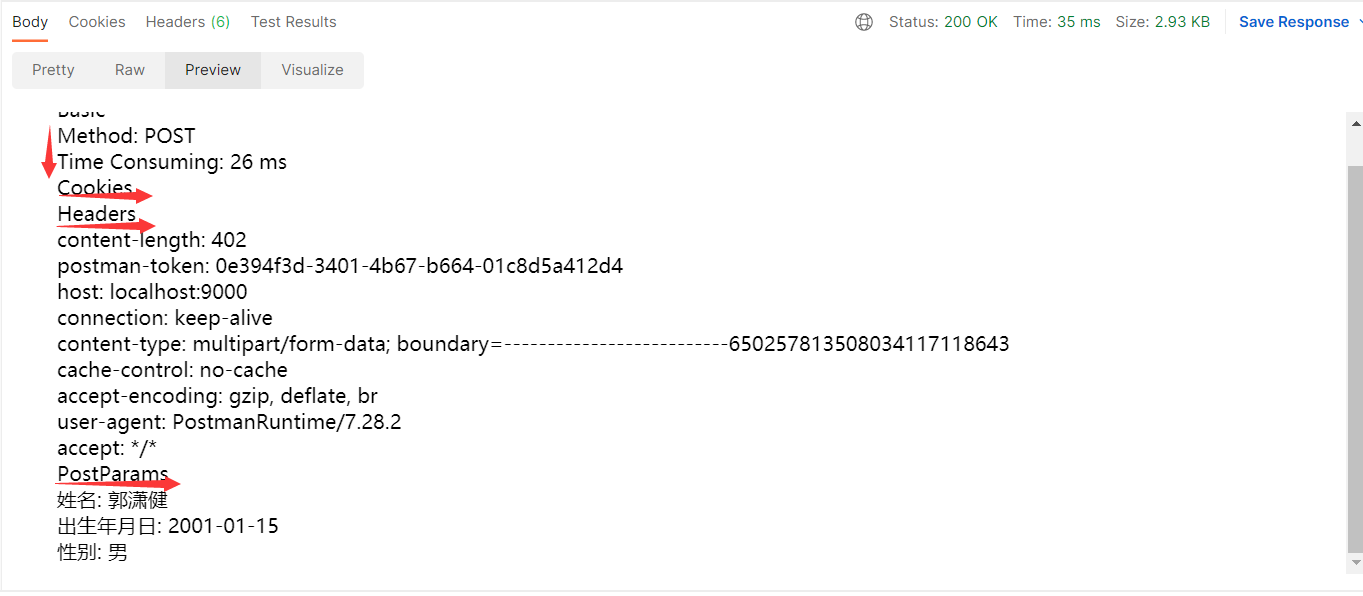 Body Cookies Headers (6) Test Results Status: 200 OK Time: 35 ms Size: 2.93 KB Save Response
Pretty Raw Preview Visualize
Basic
Method: POST
Time Consuming: 26 ms
Cookies
Headers
content-length: 402
postman-token: 0e394f3d-3401-4b67-b664-01c8d5a412d4
host: localhost:9000
connection: keep-alive
content-type: multipart/form-data; boundary=--------------------------650257813508034117118643
cache-control: no-cache
accept-encoding: gzip, deflate, br
user-agent: PostmanRuntime/7.28.2
accept: */*
PostParams
姓名: 郭潇健
出生年月日: 2001-01-15
性别: 男